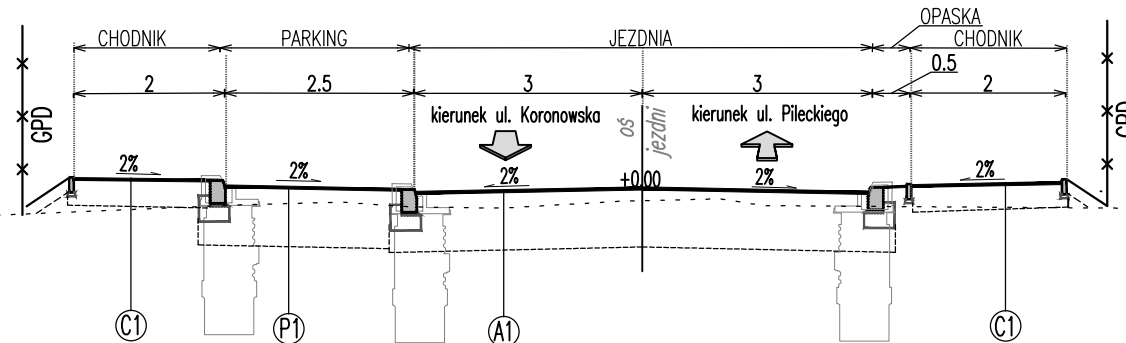 OPASKA
CHODNIK PARKING JEZDNIA CHODNIK
2 2.5 3 3 0.5 2
GPD kierunek ul. Koronowska oś jezdni kierunek ul. Pileckiego GPD
2% 2% 2% +0.00 2% 2%
C1 P1 A1 C1